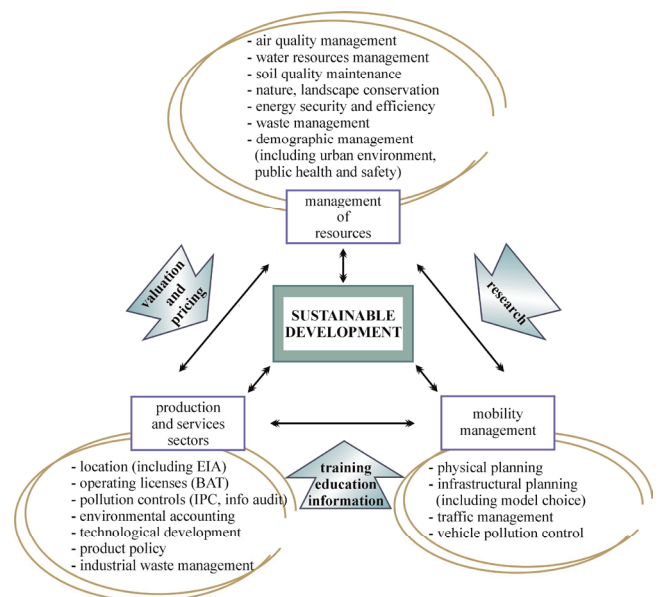 - air quality management
- water resources management
- soil quality maintenance
- nature, landscape conservation
- energy security and efficiency
- waste management
- demographic management
(including urban environment,
public health and safety)
management
of
resources
valuation
and
pricing
research
SUSTAINABLE
DEVELOPMENT
production
and services
sectors
mobility
management
- location (including EIA)
- operating licenses (BAT)
- pollution controls (IPC, info audit)
- environmental accounting
- technological development
- product policy
- industrial waste management
training
education
information
- physical planning
- infrastructural planning
(including model choice)
- traffic management
- vehicle pollution control